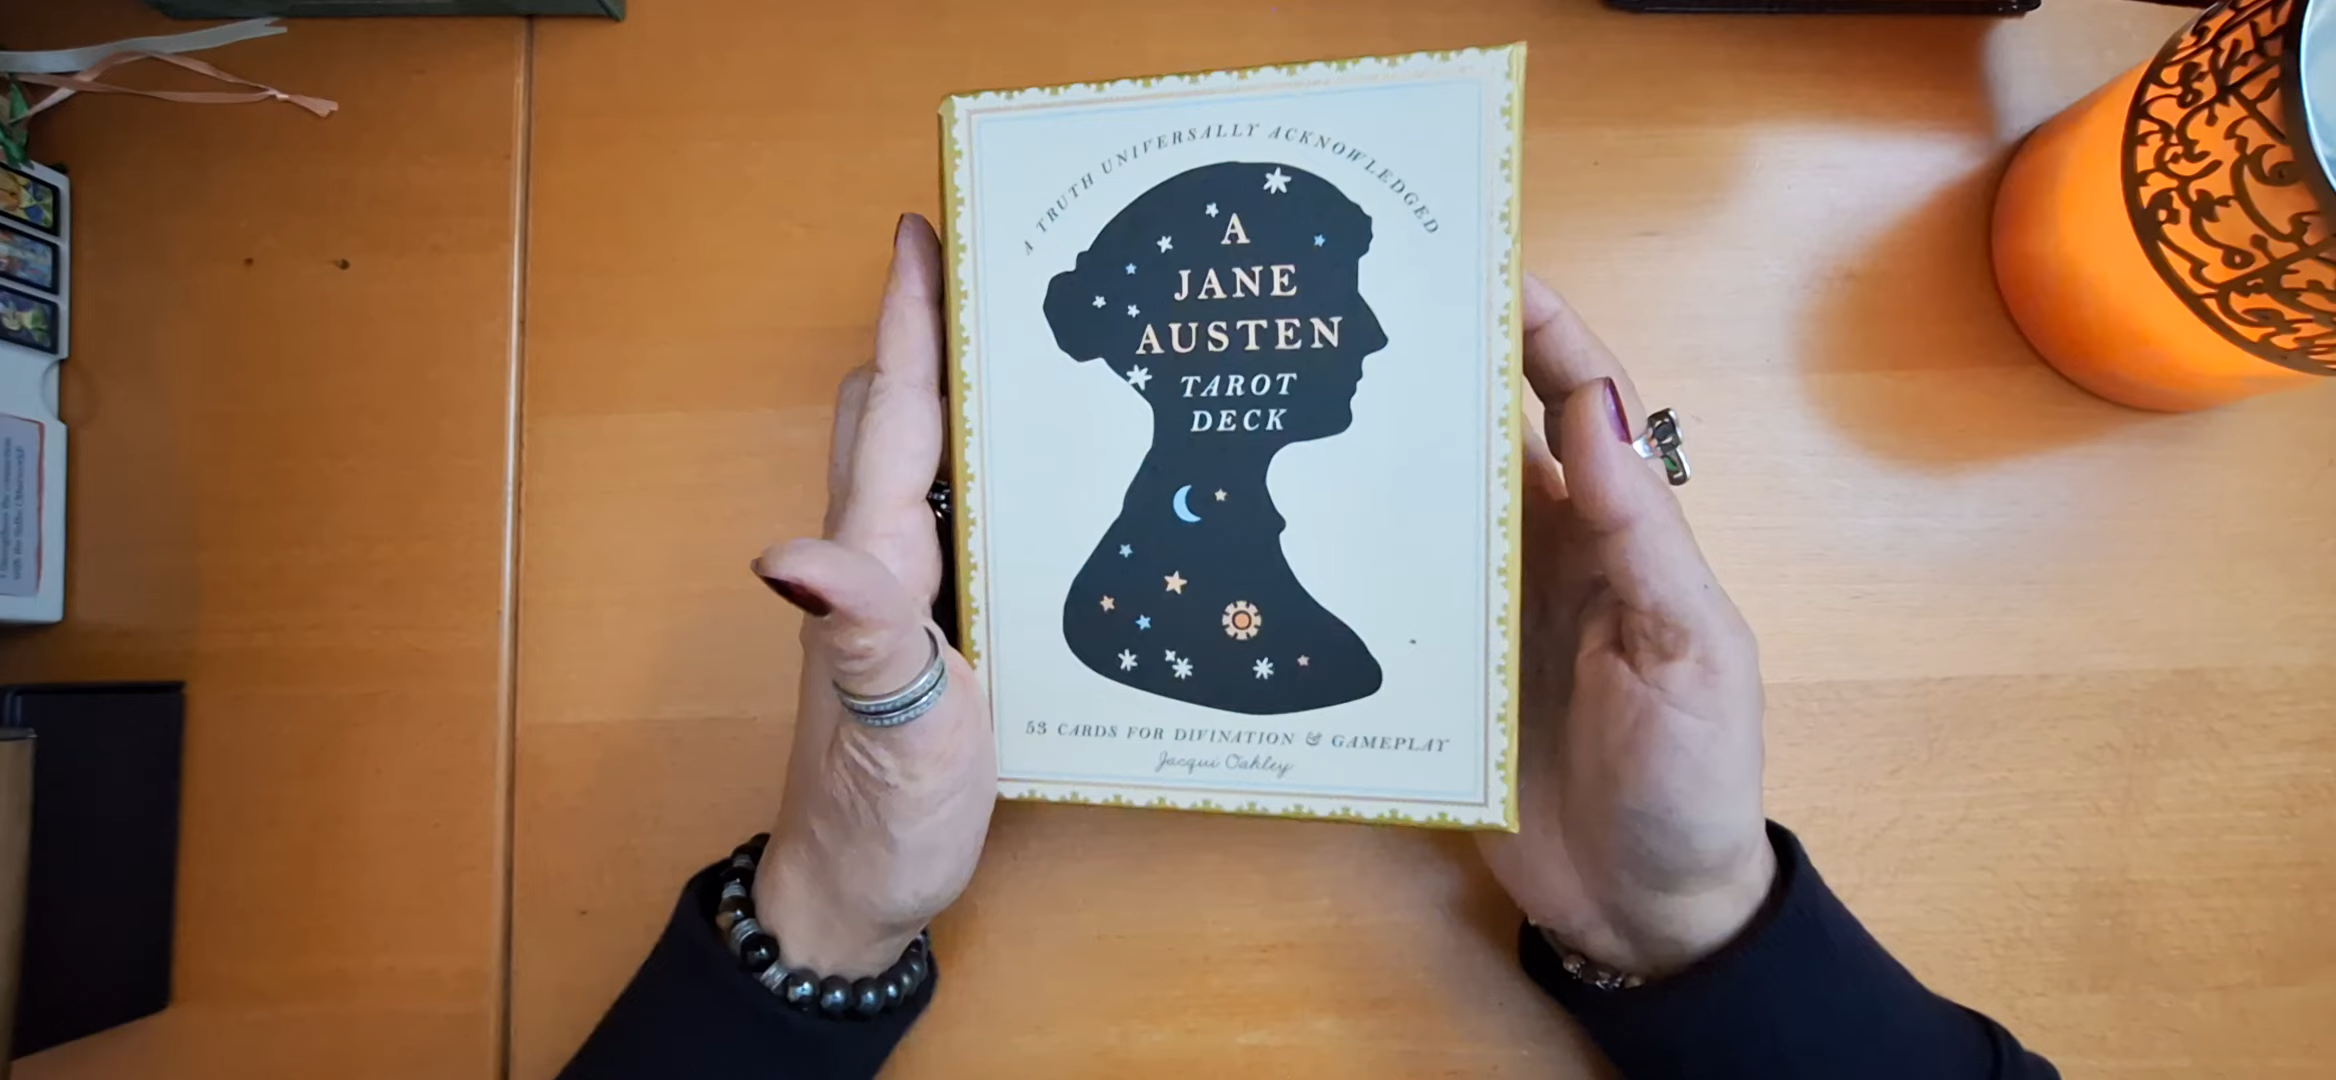 A TRUTH UNIVERSALLY ACKNOWLEDGED
A
JANE
AUSTEN
TAROT
DECK
53 CARDS FOR DIVINATION & GAMEPLAY
Jacqui Oakley